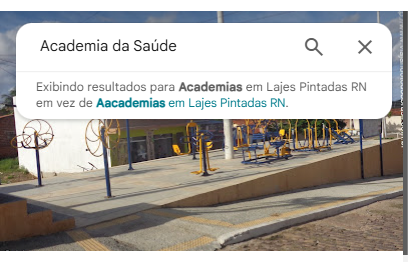 Academia da Saúde
Exibindo resultados para Academias em Lajes Pintadas RN
em vez de Aacademias em Lajes Pintadas RN.